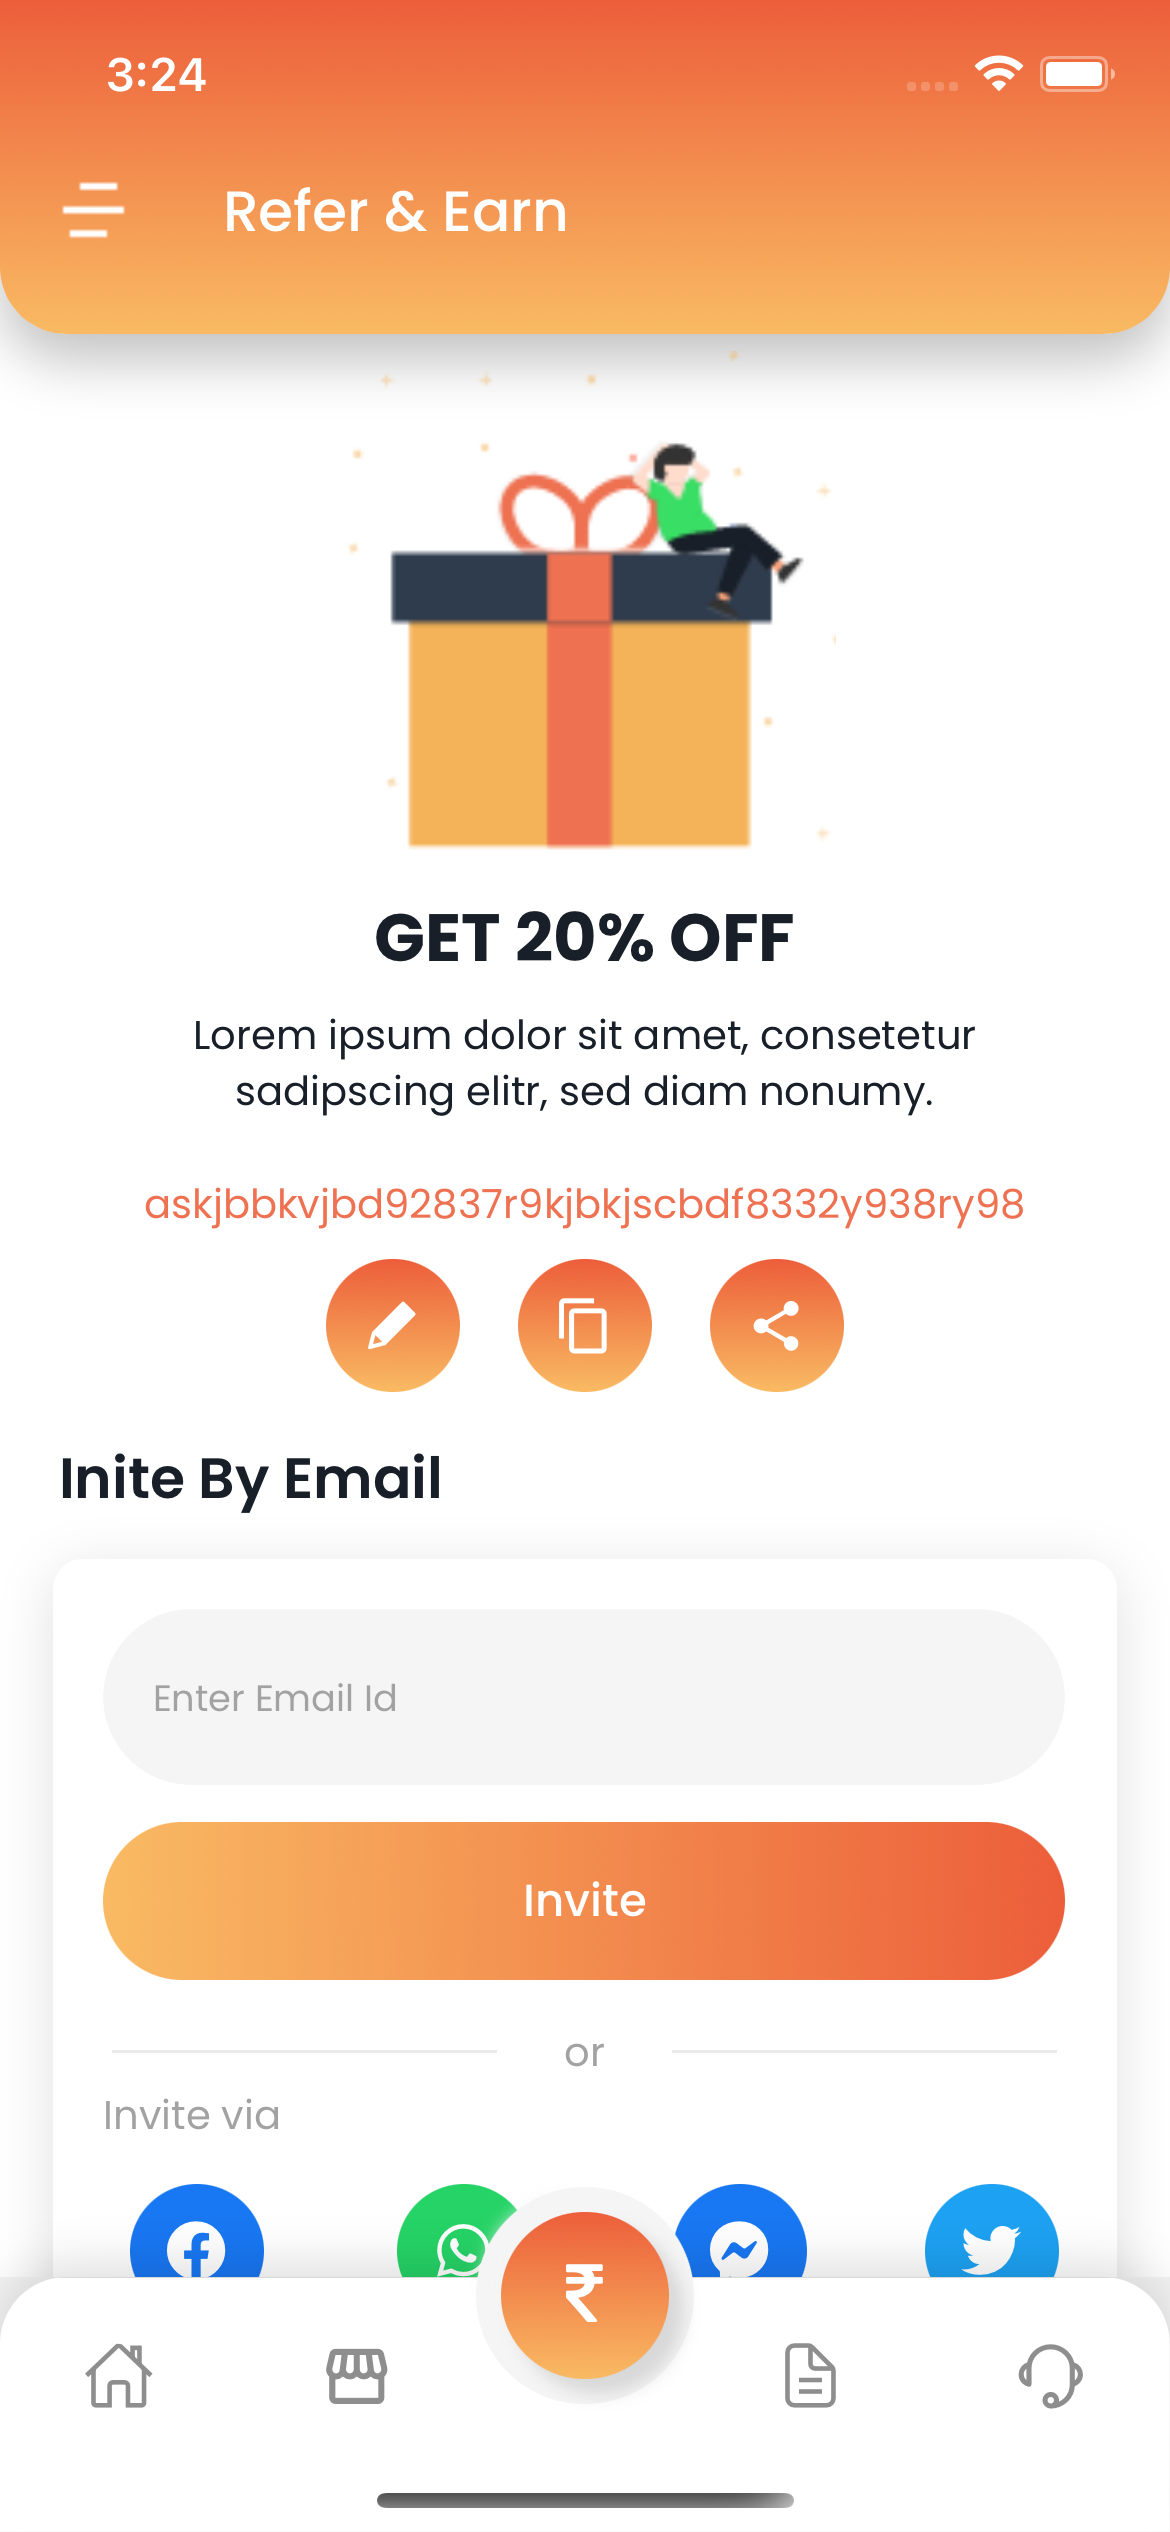 3:24
Refer & Earn
GET 20% OFF
Lorem ipsum dolor sit amet, consetetur
sadipscing elitr, sed diam nonumy.
askjbbkvjbd92837r9kjbkjscbdf8332y938ry98
Inite By Email
Enter Email Id
Invite
or
Invite via
₹